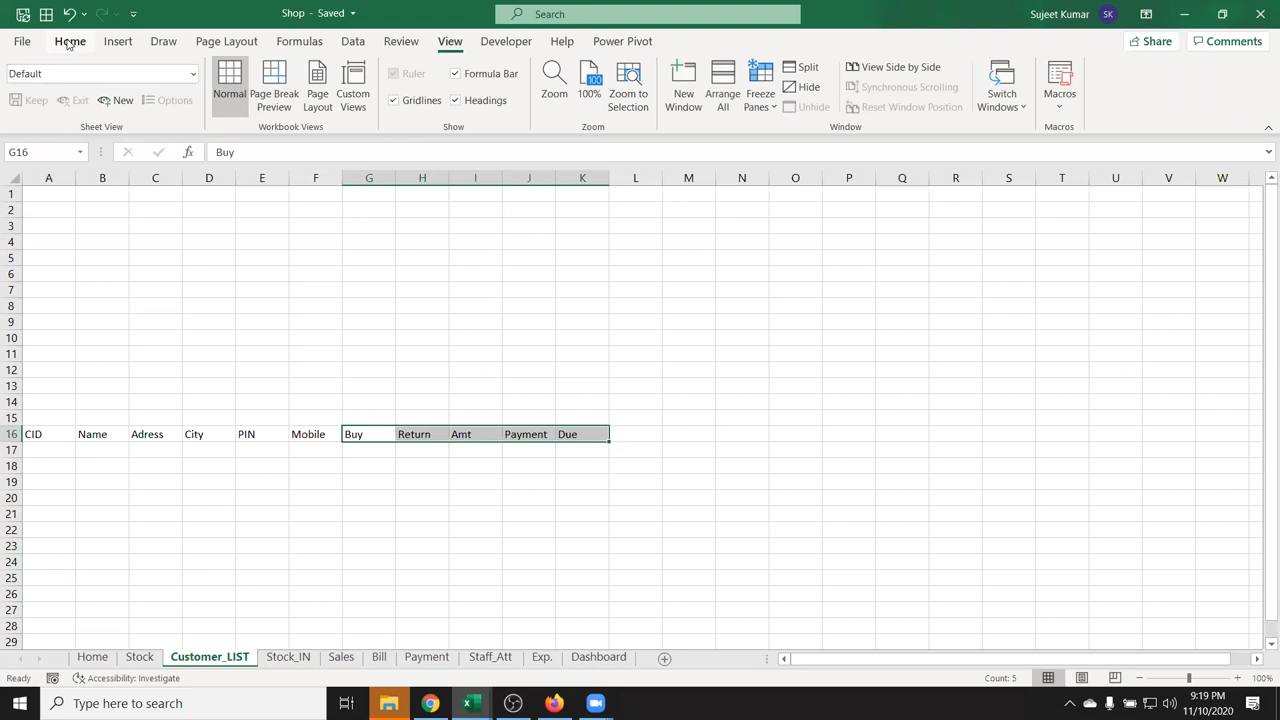 Shop - Saved
Search
Sujeet Kumar SK
File Home Insert Draw Page Layout Formulas Data Review View Developer Help Power Pivot Share Comments
Default
Keep Exit New Options
Sheet View
Normal Page Break Preview Page Layout Custom Views
Workbook Views
Ruler Formula Bar
Gridlines Headings
Show
Zoom 100 100% Zoom to Selection
Zoom
New Window Arrange All Freeze Panes
Split
Hide
Unhide
View Side by Side
Synchronous Scrolling
Reset Window Position
Switch Windows
Window
Macros
Macros
G16 fx Buy
A B C D E F G H I J K L M N O P Q R S T U V W
1
2
3
4
5
6
7
8
9
10
11
12
13
14
15
16 CID Name Adress City PIN Mobile Buy Return Amt Payment Due
17
18
19
20
21
22
23
24
25
26
27
28
29
Home Stock Customer_LIST Stock_IN Sales Bill Payment Staff_Att Exp. Dashboard
Ready Accessibility: Investigate Count: 5 100%
Type here to search
9:19 PM
11/10/2020